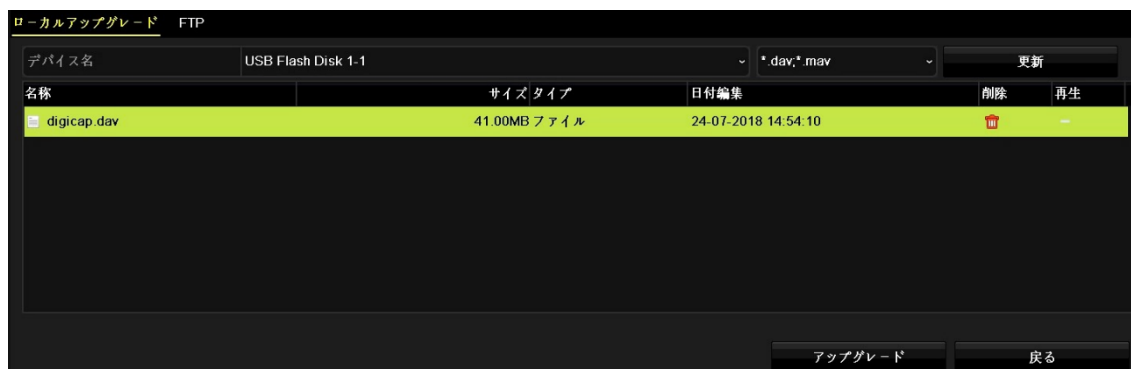 ローカルアップグレード FTP
デバイス名 USB Flash Disk 1-1 *.dav;*.mav 更新
名称 サイズ タイプ 日付編集 削除 再生
digicap.dav 41.00MB ファイル 24-07-2018 14:54:10
アップグレード 戻る